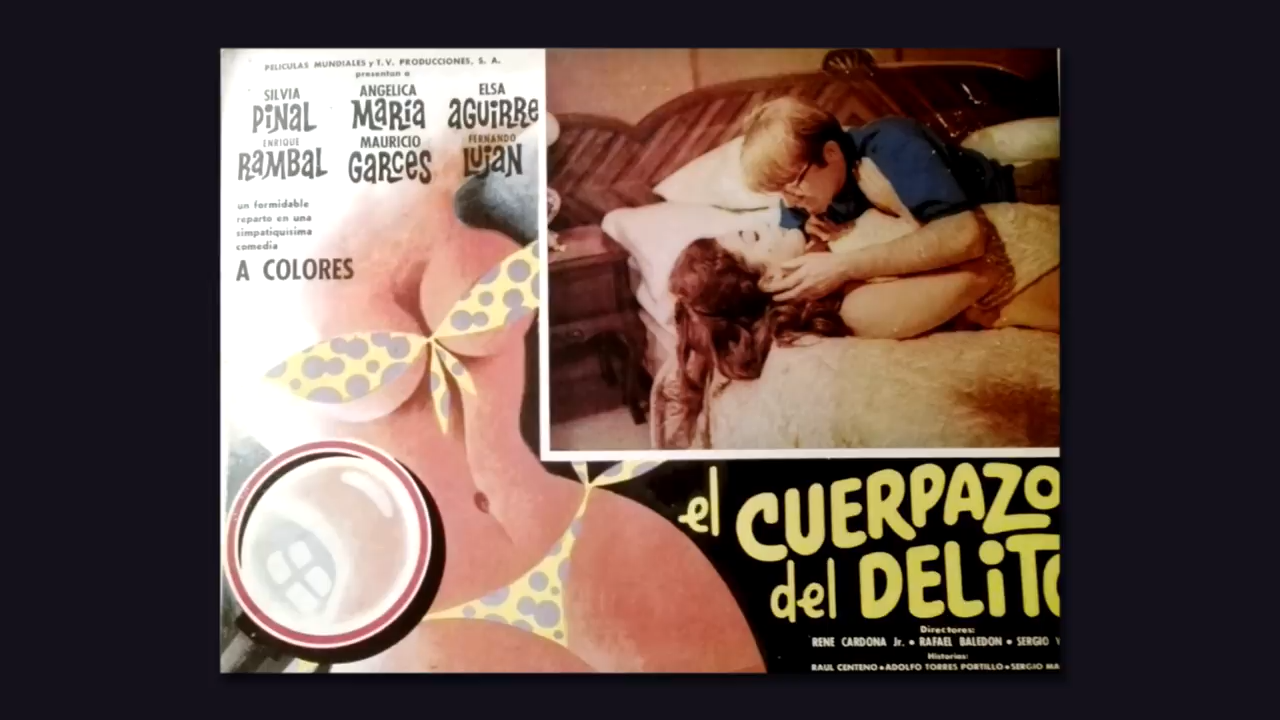 PELICULAS MUNDIALES y T.V. PRODUCCIONES, S. A.
presentan a
SILVIA PINAL
ANGELICA MARIA
ELSA AGUIRRE
ENRIQUE RAMBAL
MAURICIO GARCES
FERNANDO LUJAN
un formidable
reparto en una
simpatiquisima
comedia
A COLORES
el CUERPAZO
del DELITO
Directores:
RENE CARDONA Jr. • RAFAEL BALEDON • SERGIO
Historias:
RAUL CENTENO • ADOLFO TORRES PORTILLO • SERGIO MA